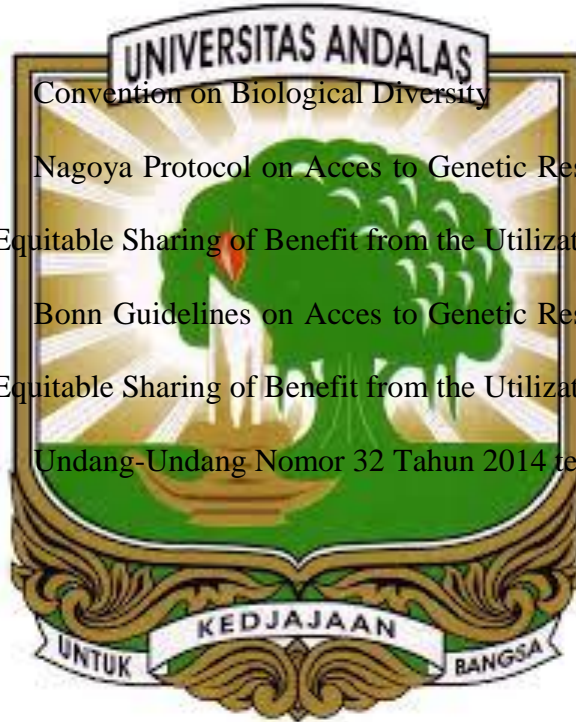 UNIVERSITAS ANDALAS
Convention on Biological Diversity
Nagoya Protocol on Acces to Genetic Res
Equitable Sharing of Benefit from the Utilizat
Bonn Guidelines on Acces to Genetic Res
Equitable Sharing of Benefit from the Utilizat
Undang-Undang Nomor 32 Tahun 2014 te
UNTUK KEDJAJAAN BANGSA